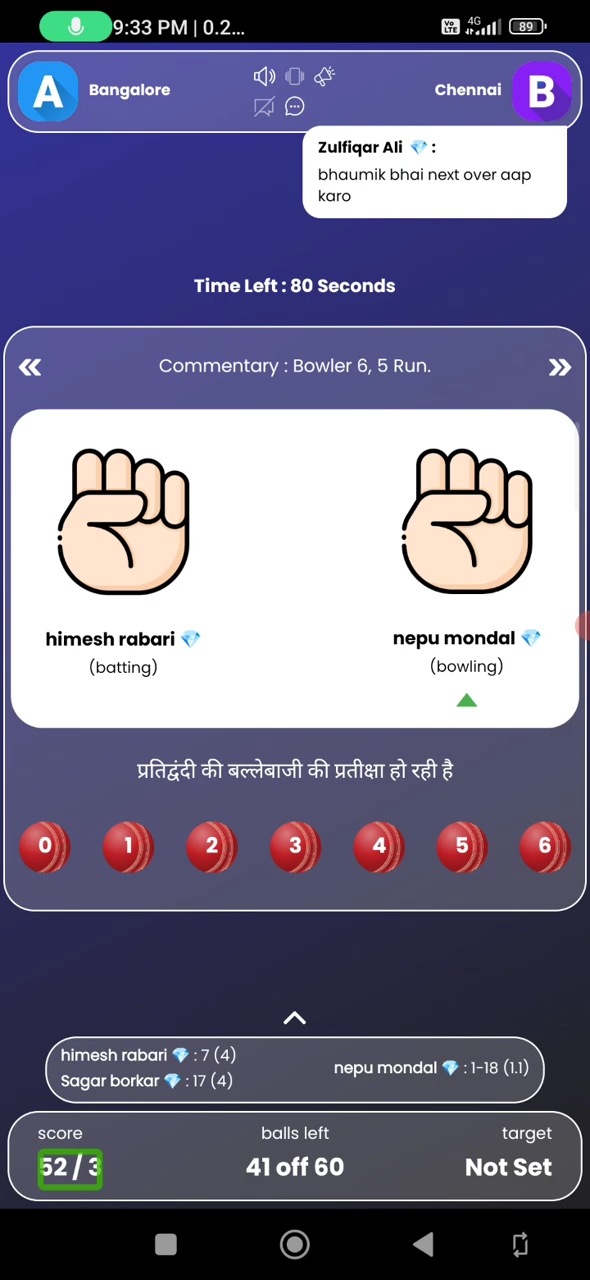 9:33 PM | 0.2...
Vo LTE
4G
89
A
Bangalore
Chennai
B
Zulfiqar Ali 💎 :
bhaumik bhai next over aap
karo
Time Left : 80 Seconds
Commentary : Bowler 6, 5 Run.
himesh rabari 💎
(batting)
nepu mondal 💎
(bowling)
प्रतिद्वंदी की बल्लेबाजी की प्रतीक्षा हो रही है
0 1 2 3 4 5 6
himesh rabari 💎 : 7 (4)
Sagar borkar 💎 : 17 (4)
nepu mondal 💎 : 1-18 (1.1)
score
52 / 3
balls left
41 off 60
target
Not Set